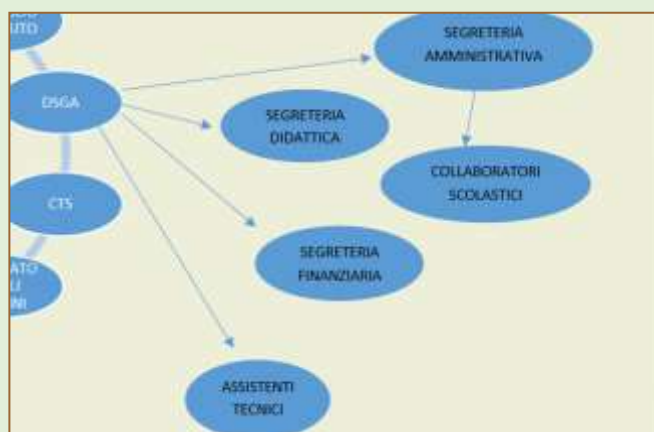 UTO
SEGRETERIA
AMMINISTRATIVA
DSGA
SEGRETERIA
DIDATTICA
COLLABORATORI
SCOLASTICI
CTS
SEGRETERIA
FINANZIARIA
ATO
LI
NI
ASSISTENTI
TECNICI